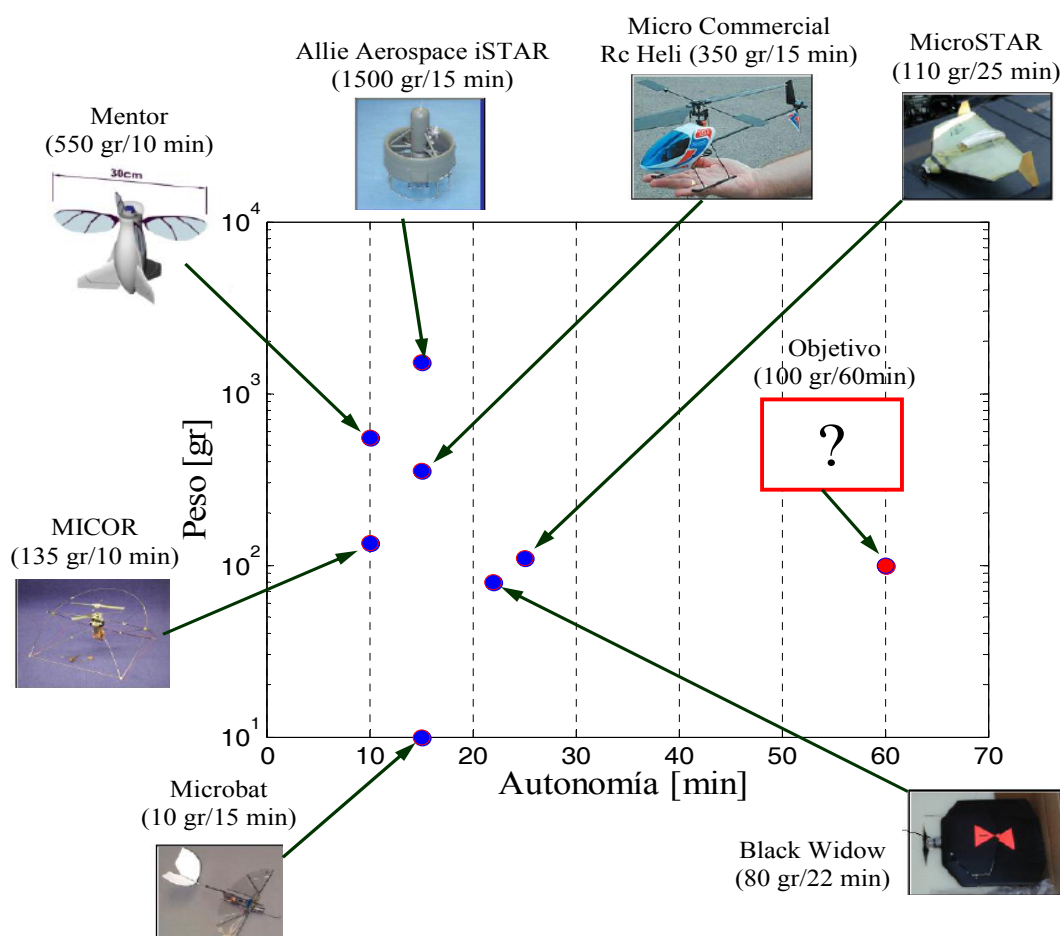 Allie Aerospace iSTAR
(1500 gr/15 min)
Micro Commercial
Rc Heli (350 gr/15 min)
MicroSTAR
(110 gr/25 min)
Mentor
(550 gr/10 min)
30cm
Objetivo
(100 gr/60min)
?
MICOR
(135 gr/10 min)
Peso [gr]
10⁴
10³
10²
10¹
0 10 20 30 40 50 60 70
Autonomía [min]
Microbat
(10 gr/15 min)
Black Widow
(80 gr/22 min)